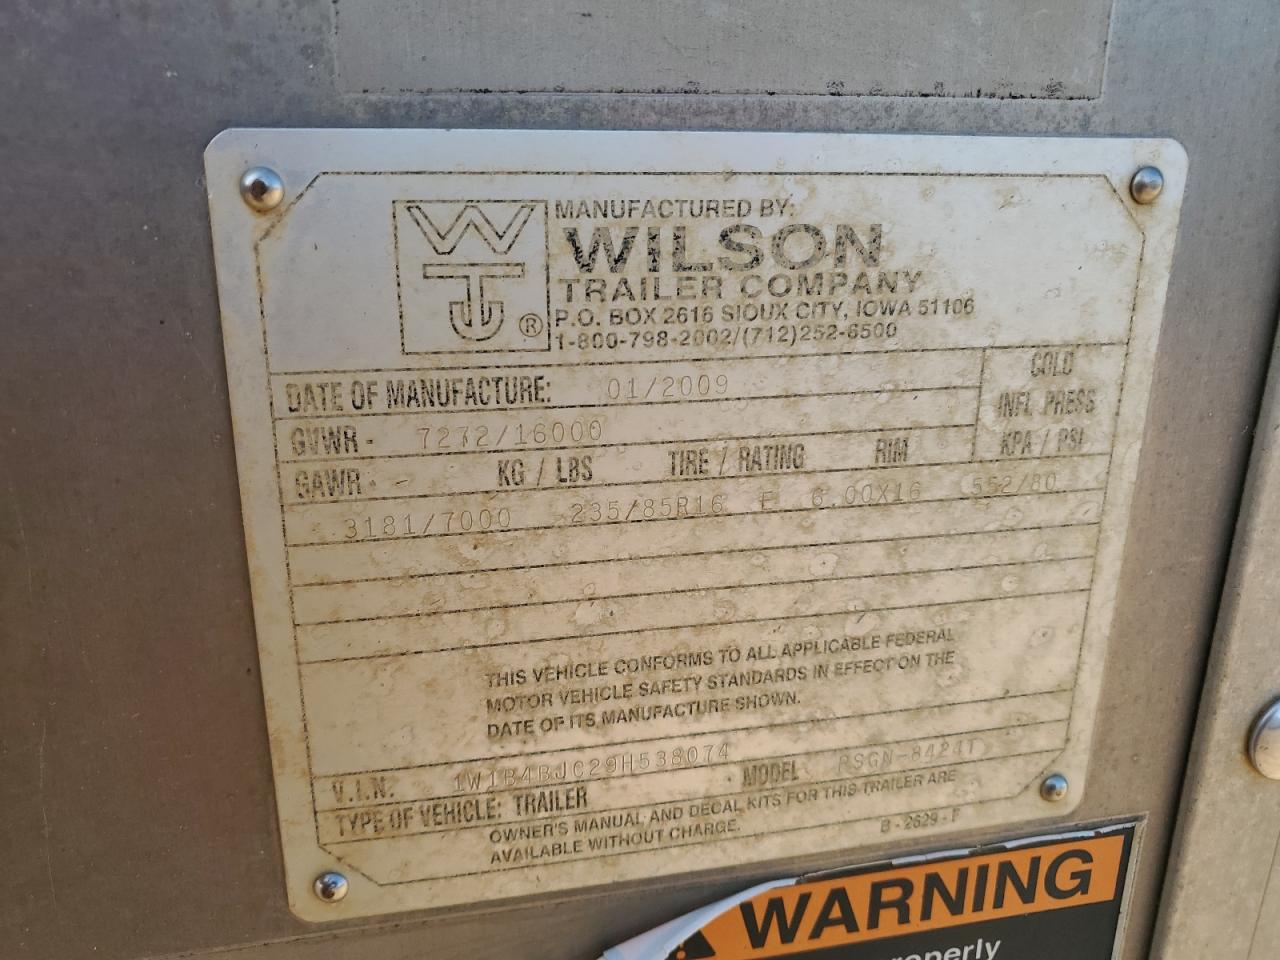 MANUFACTURED BY:
WILSON
TRAILER COMPANY
P.O. BOX 2616 SIOUX CITY, IOWA 51106
1-800-798-2002/(712)252-6500
WT ®
DATE OF MANUFACTURE: 01/2009
COLD
INFL PRESS
KPA / PSI
GVWR - 7272/16000
GAWR - KG / LBS TIRE / RATING RIM
3181/7000 235/85R16 E 6.00X16 552/80
THIS VEHICLE CONFORMS TO ALL APPLICABLE FEDERAL
MOTOR VEHICLE SAFETY STANDARDS IN EFFECT ON THE
DATE OF ITS MANUFACTURE SHOWN.
V.I.N. 1W1B4BJC29H538074 MODEL PSGN-8424T
TYPE OF VEHICLE: TRAILER
OWNER'S MANUAL AND DECAL KITS FOR THIS TRAILER ARE
AVAILABLE WITHOUT CHARGE. B - 2629 - F
WARNING